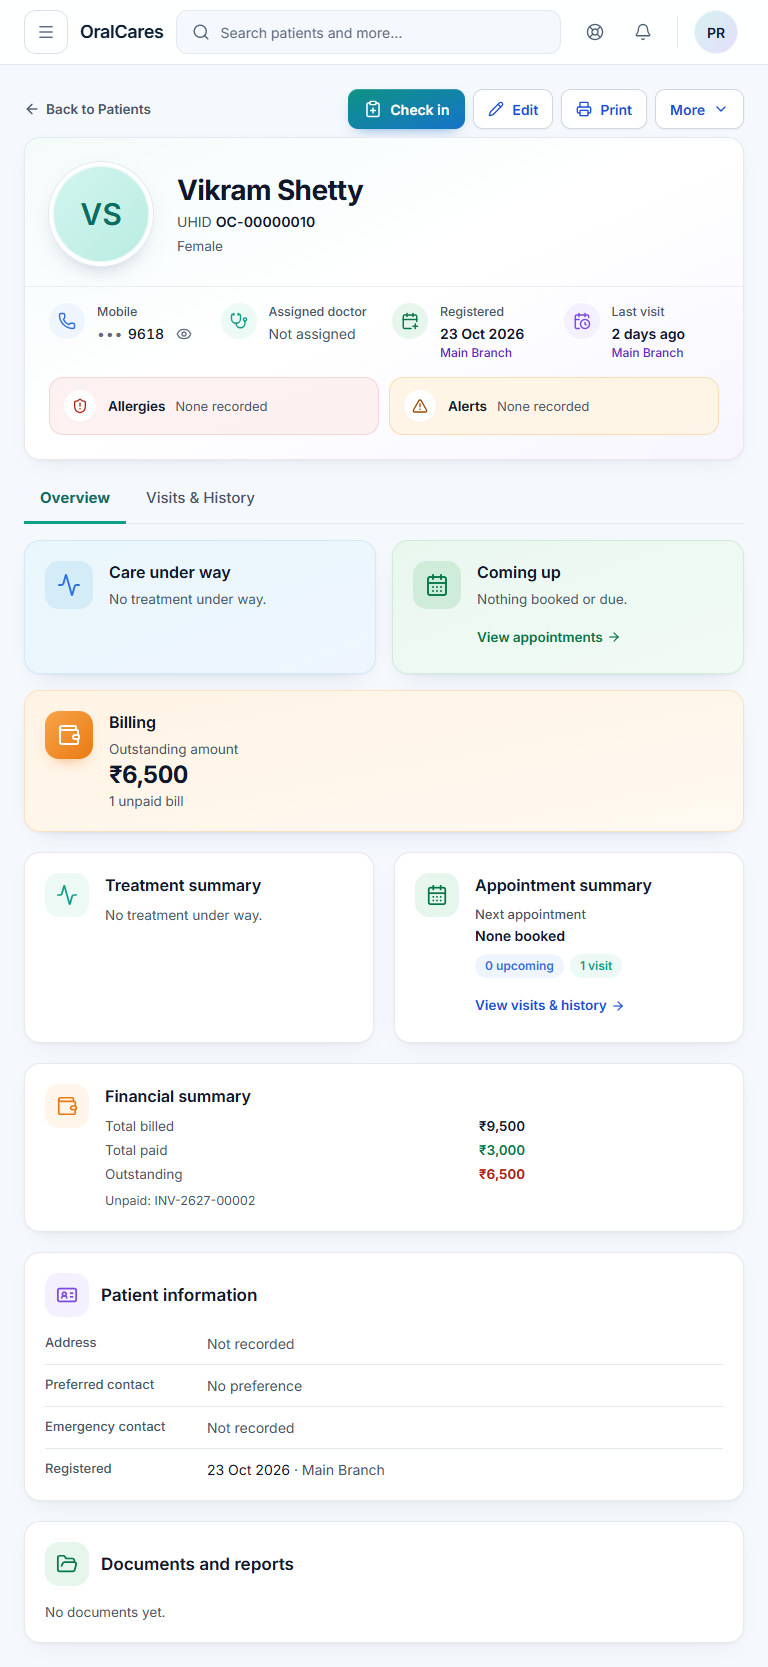 OralCares
Search patients and more...
PR
Back to Patients
Check in
Edit
Print
More
VS
Vikram Shetty
UHID OC-00000010
Female
Mobile
••• 9618
Assigned doctor
Not assigned
Registered
23 Oct 2026
Main Branch
Last visit
2 days ago
Main Branch
Allergies None recorded
Alerts None recorded
Overview
Visits & History
Care under way
No treatment under way.
Coming up
Nothing booked or due.
View appointments →
Billing
Outstanding amount
₹6,500
1 unpaid bill
Treatment summary
No treatment under way.
Appointment summary
Next appointment
None booked
0 upcoming
1 visit
View visits & history →
Financial summary
Total billed ₹9,500
Total paid ₹3,000
Outstanding ₹6,500
Unpaid: INV-2627-00002
Patient information
Address Not recorded
Preferred contact No preference
Emergency contact Not recorded
Registered 23 Oct 2026 · Main Branch
Documents and reports
No documents yet.